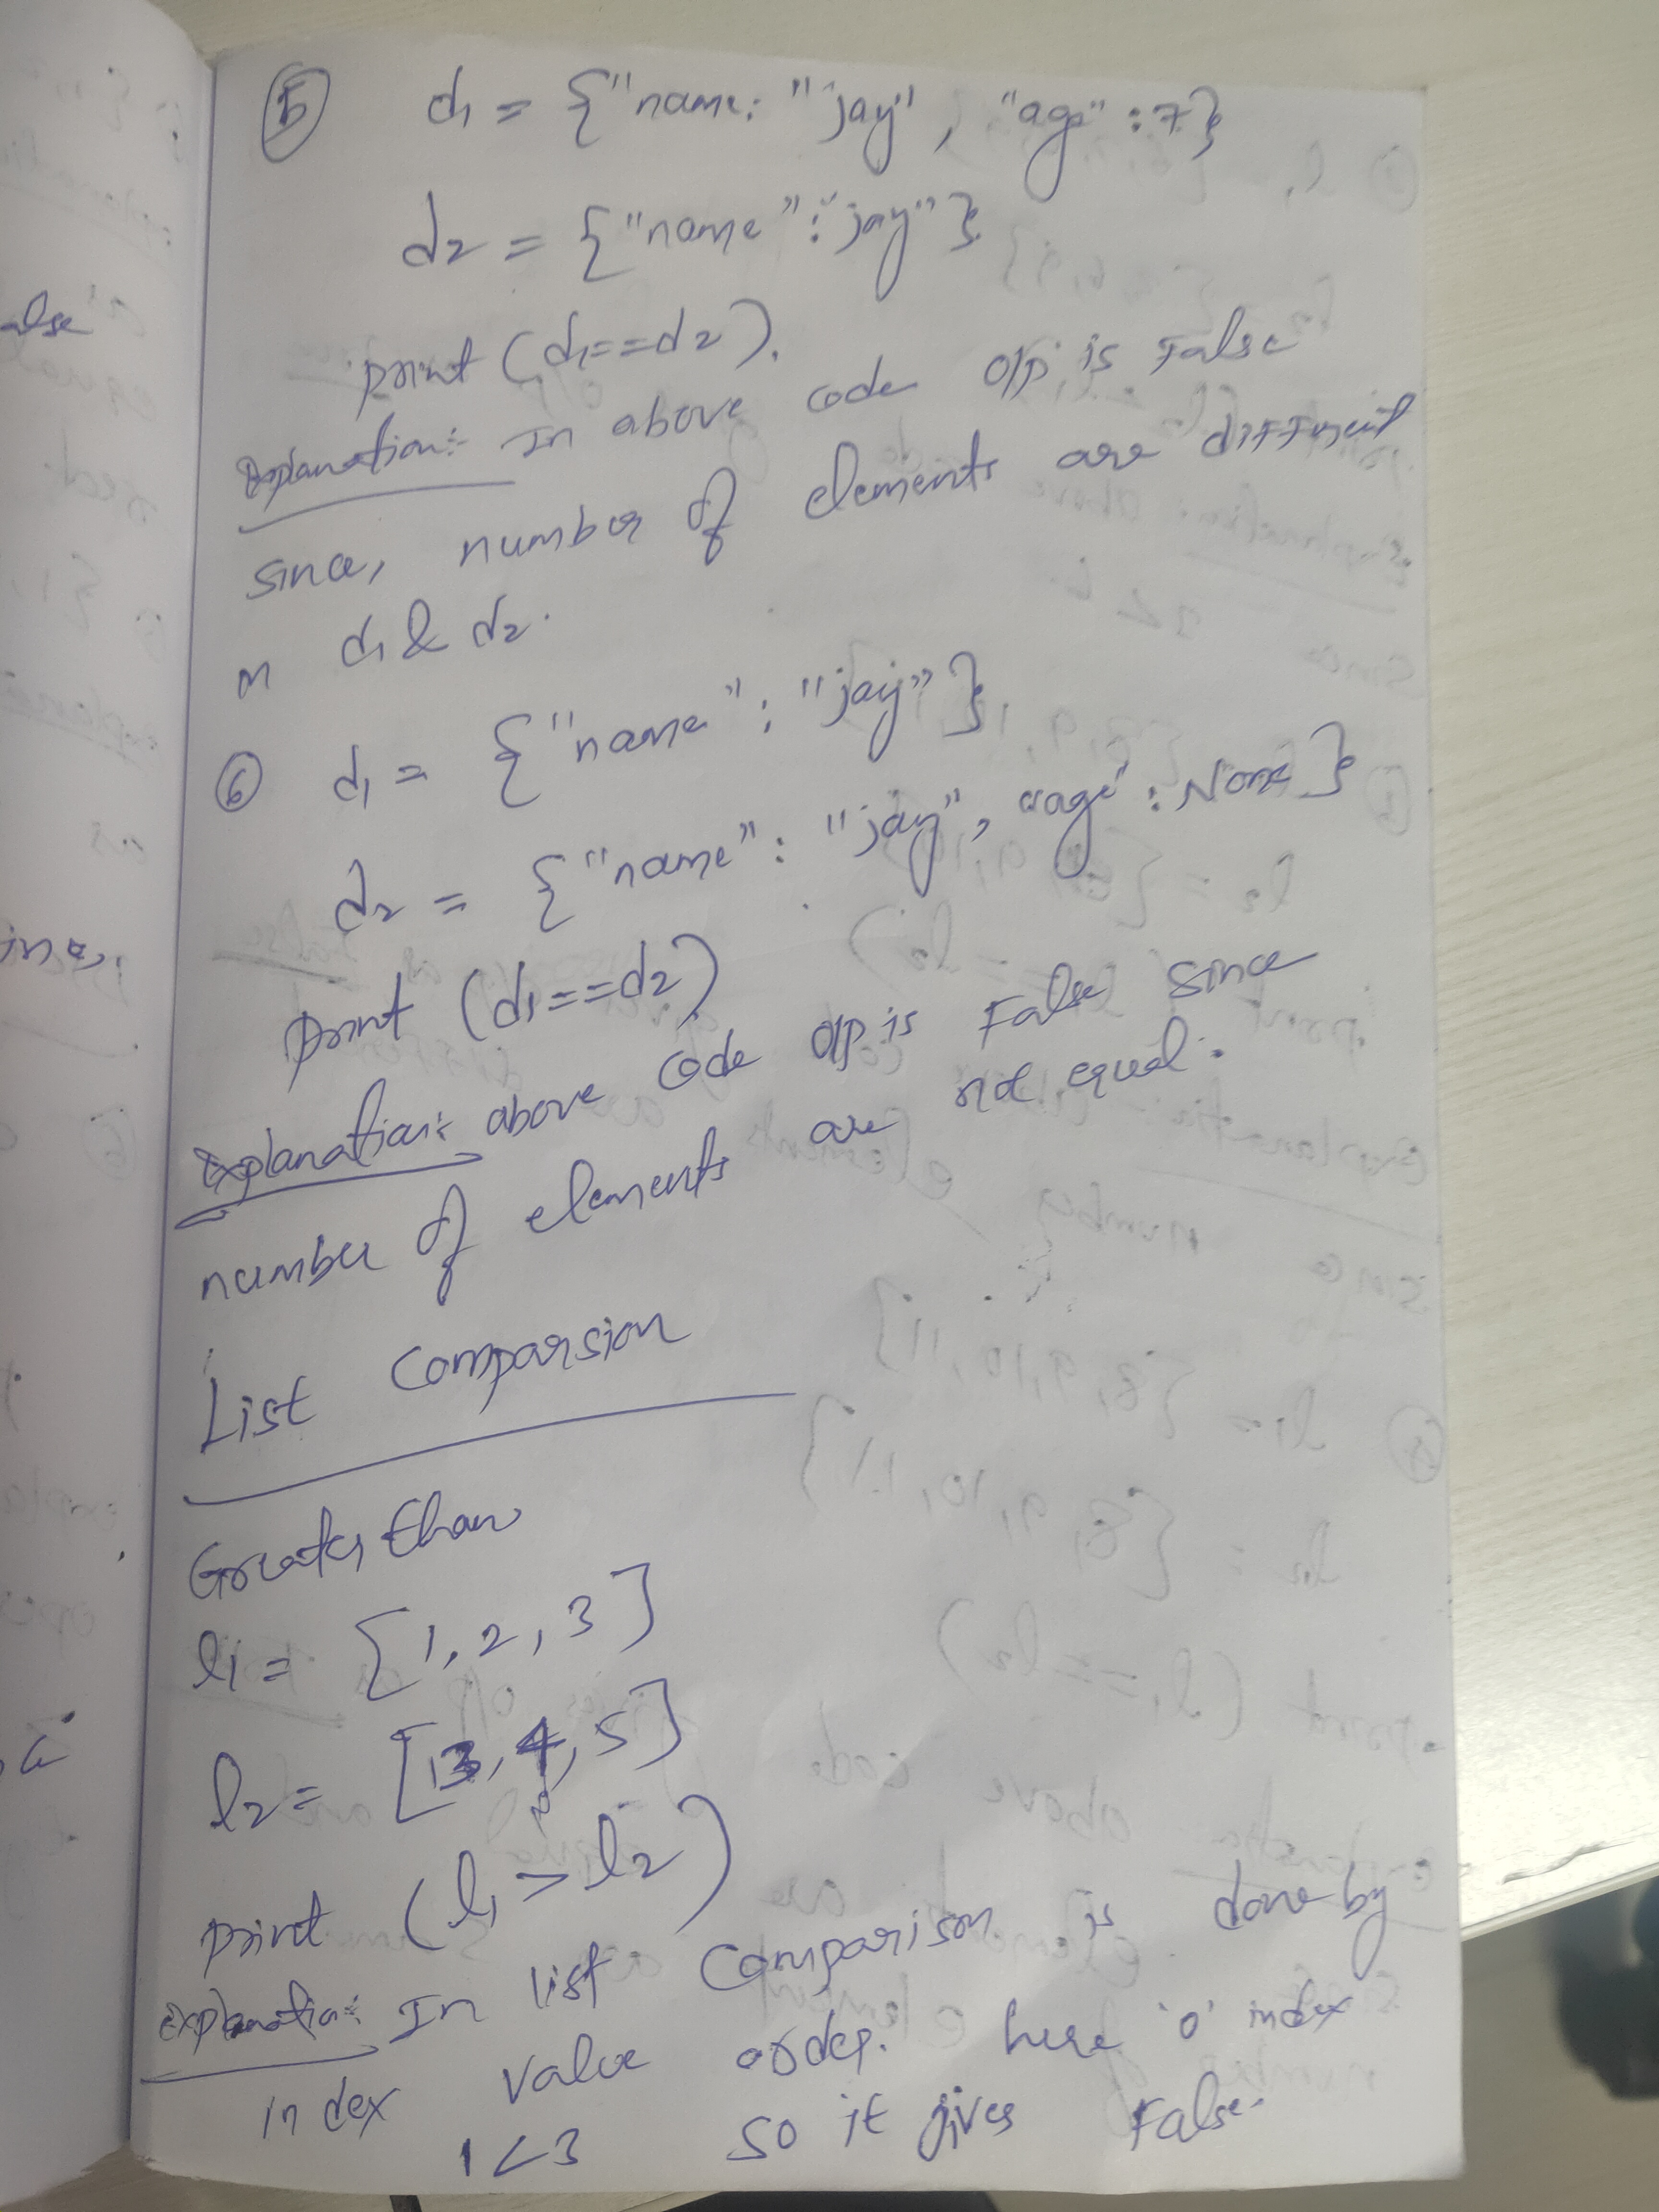 alse
ince,
⑤ d1 = {"name: "jay", "age" : 7}
d2 = {"name" : "jay"}
print (d1==d2).
Explanation:- In above code o/p is False
since, number of elements are different
in d1 & d2.
⑥ d1 = {"name" : "jay"}
d2 = {"name" : "jay", "age" : None}
print (d1==d2)
Explanation:- above code o/p is False since
number of elements are not equal.
List Comparsion
Greater than
l1 = [1, 2, 3]
l2 = [3, 4, 5]
print (l1 > l2)
explanation:- In list Comparison is done by
index value order. here '0' index
1<3 so it gives False.